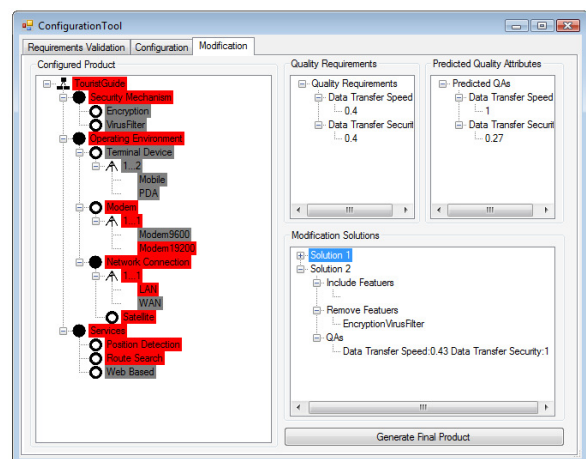 ConfigurationTool
Requirements Validation Configuration Modification
Configured Product
TouristGuide
Security Mechanism
Encryption
VirusFilter
Operating Environment
Terminal Device
1...2
Mobile
PDA
Modem
1...1
Modem9600
Modem19200
Network Connection
1...1
LAN
WAN
Satelite
Services
Position Detection
Route Search
Web Based
Quality Requirements
Quality Requirements
Data Transfer Speed
0.4
Data Transfer Securit
0.4
Predicted Quality Attributes
Predicted QAs
Data Transfer Speed
1
Data Transfer Securit
0.27
Modification Solutions
Solution 1
Solution 2
Include Featuers
Remove Featuers
EncryptionVirusFilter
QAs
Data Transfer Speed:0.43 Data Transfer Security:1
Generate Final Product